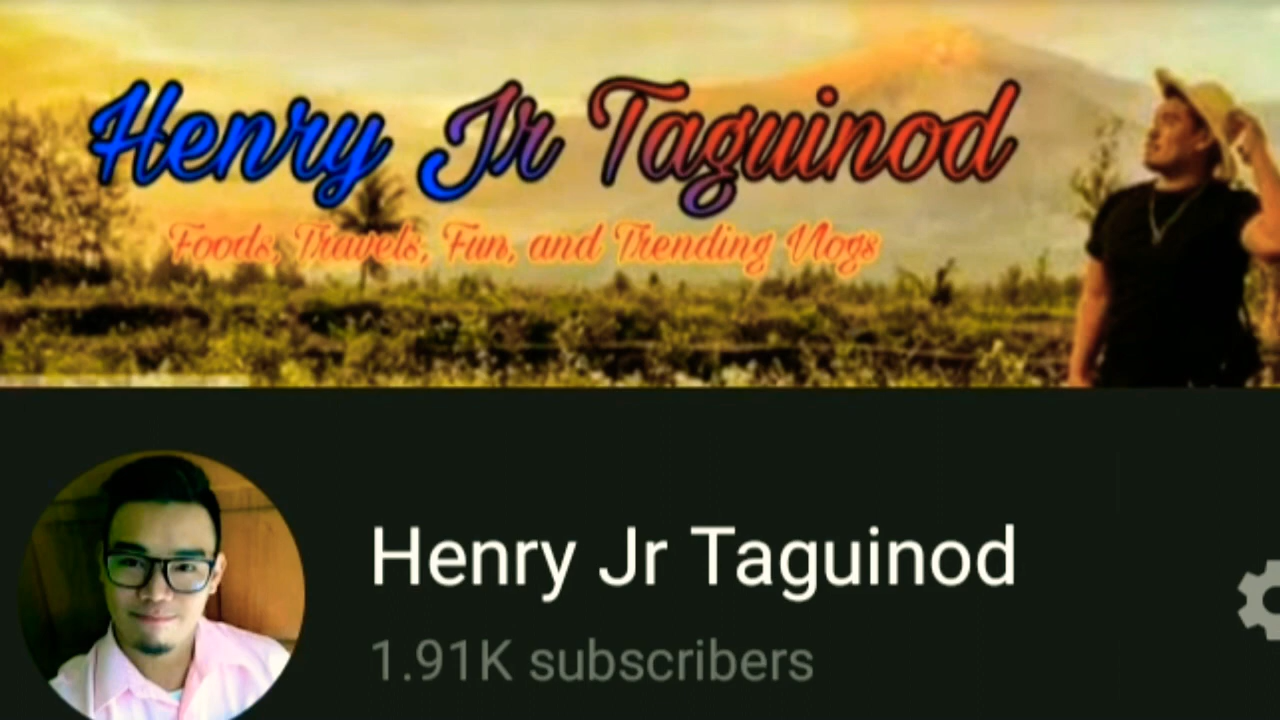 Henry Jr Taguinod
Foods, Travels, Fun, and Trending Vlogs
Henry Jr Taguinod
1.91K subscribers